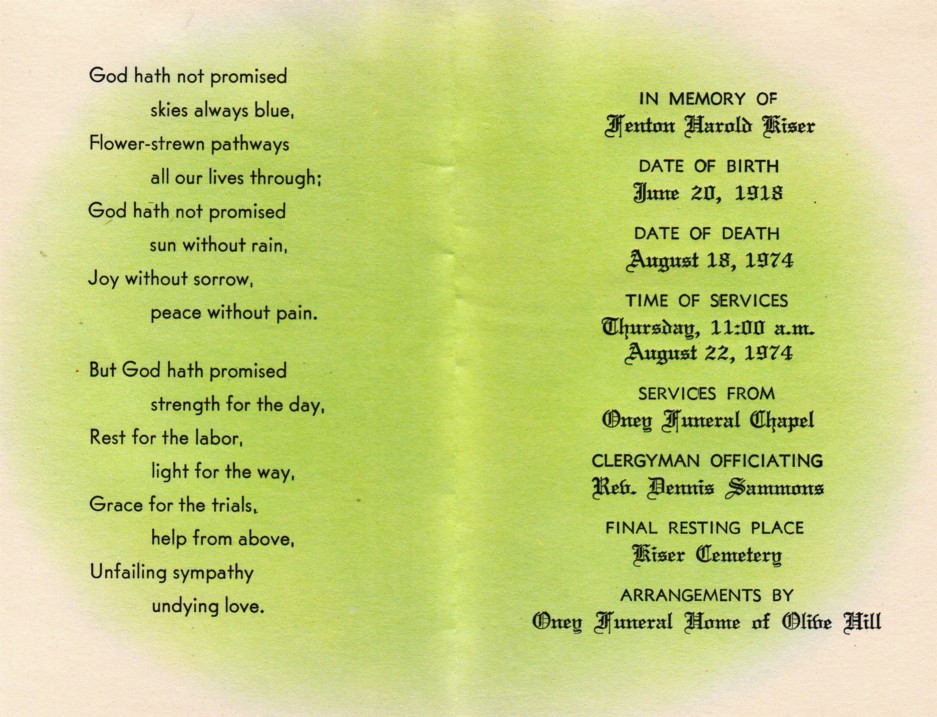 God hath not promised
skies always blue,
Flower-strewn pathways
all our lives through;
God hath not promised
sun without rain,
Joy without sorrow,
peace without pain.
But God hath promised
strength for the day,
Rest for the labor,
light for the way,
Grace for the trials,
help from above,
Unfailing sympathy
undying love.
IN MEMORY OF
Fenton Harold Kiser
DATE OF BIRTH
June 20, 1918
DATE OF DEATH
August 18, 1974
TIME OF SERVICES
Thursday, 11:00 a.m.
August 22, 1974
SERVICES FROM
Oney Funeral Chapel
CLERGYMAN OFFICIATING
Rev. Dennis Sammons
FINAL RESTING PLACE
Kiser Cemetery
ARRANGEMENTS BY
Oney Funeral Home of Olive Hill